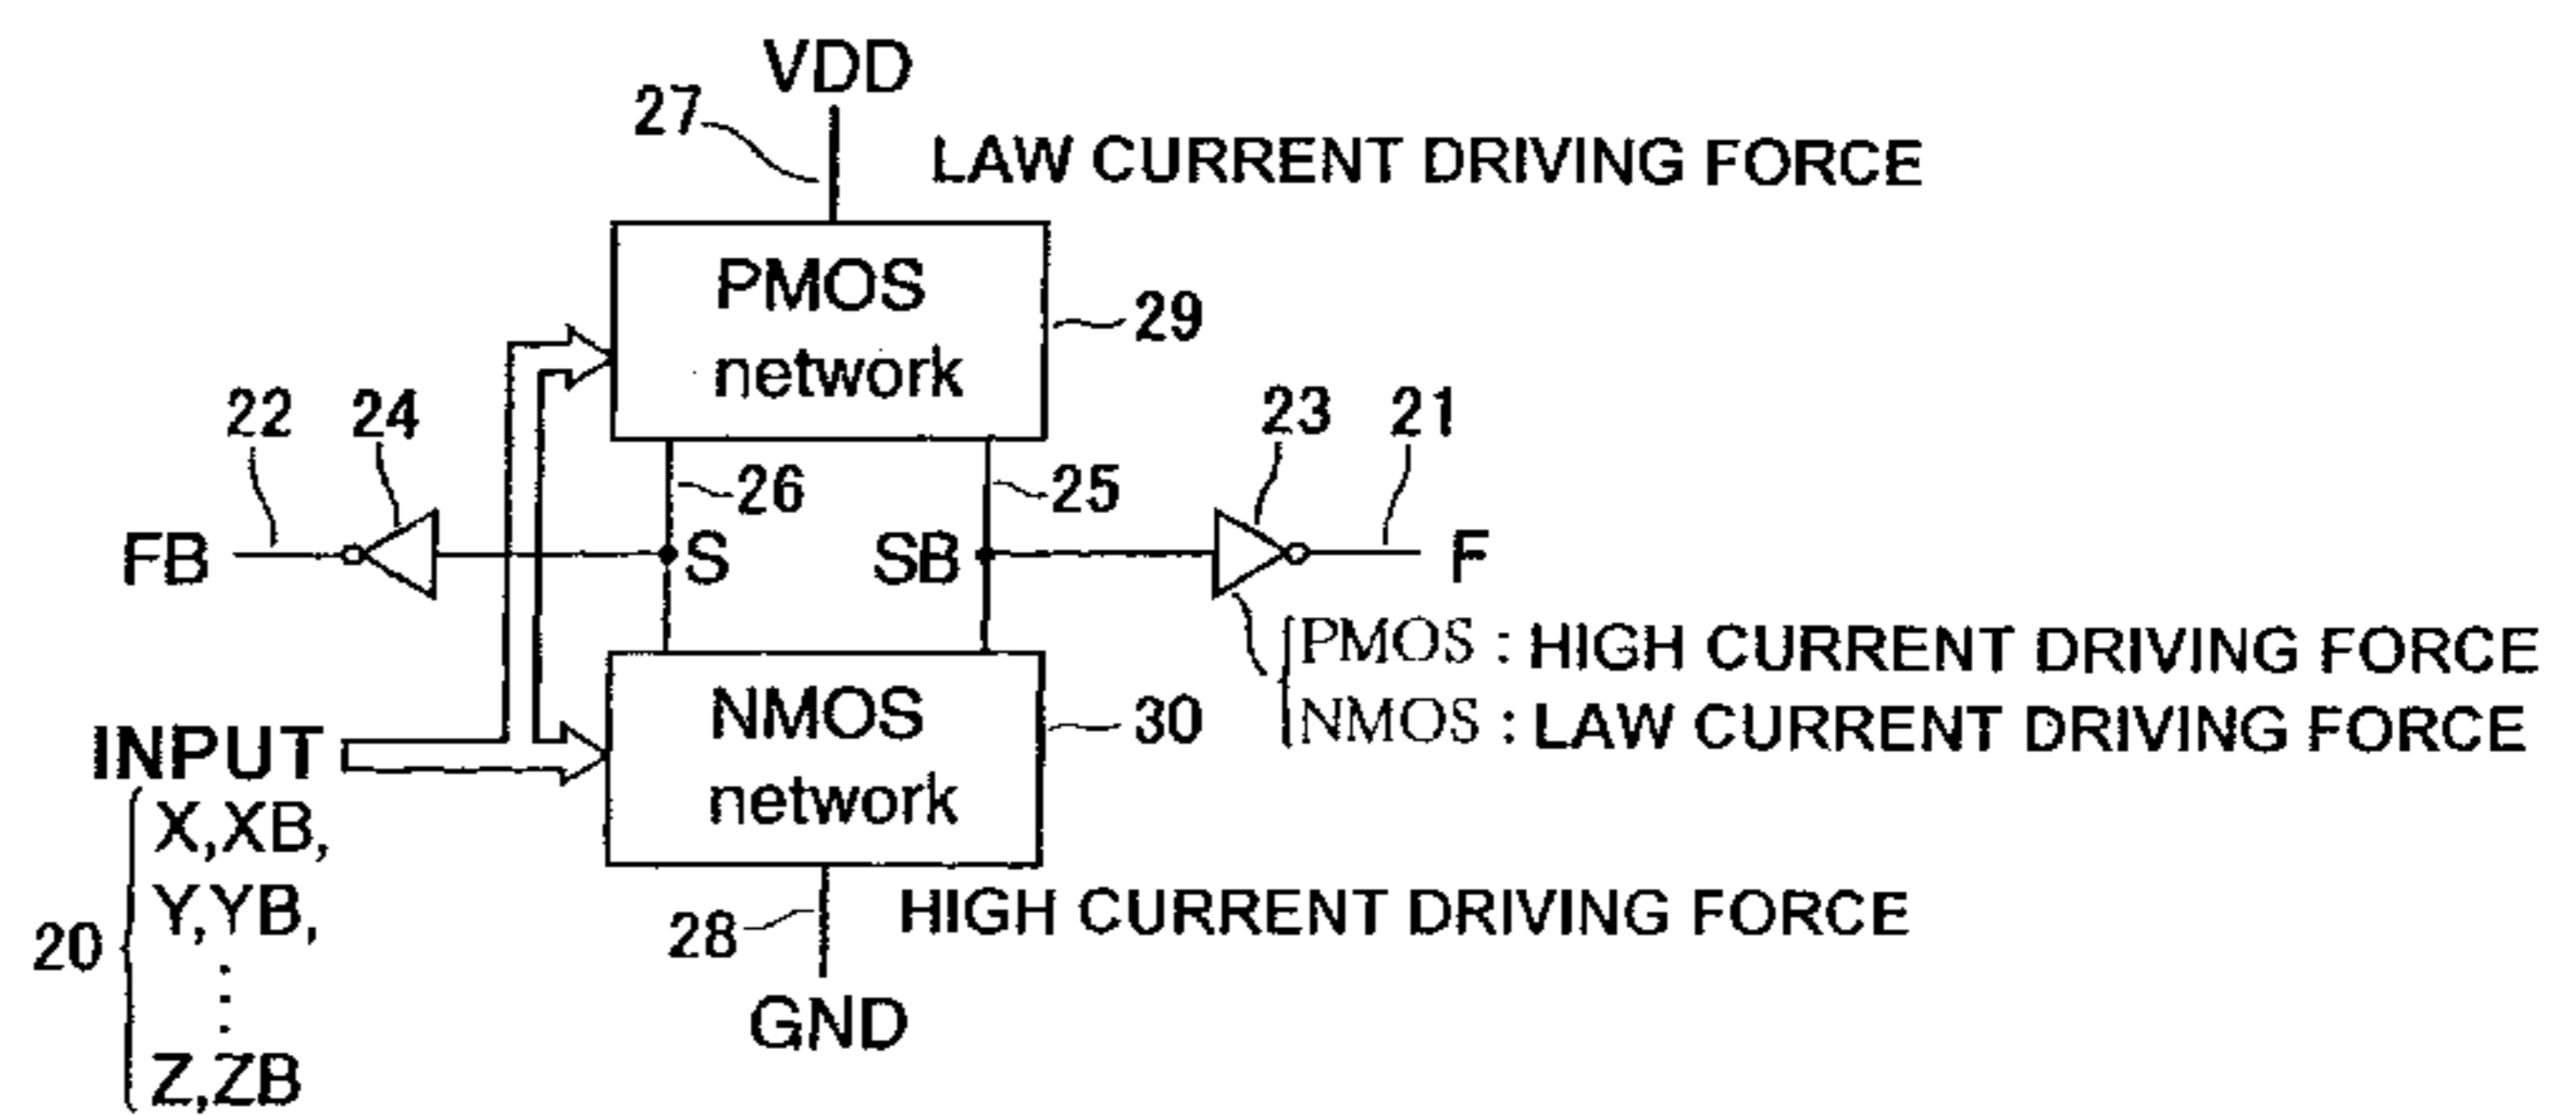 VDD
27
LAW CURRENT DRIVING FORCE
PMOS
network
29
22
24
23
21
26
25
FB
S
SB
F
PMOS : HIGH CURRENT DRIVING FORCE
NMOS : LAW CURRENT DRIVING FORCE
NMOS
network
30
INPUT
X,XB,
Y,YB,
⋮
Z,ZB
20
28
HIGH CURRENT DRIVING FORCE
GND